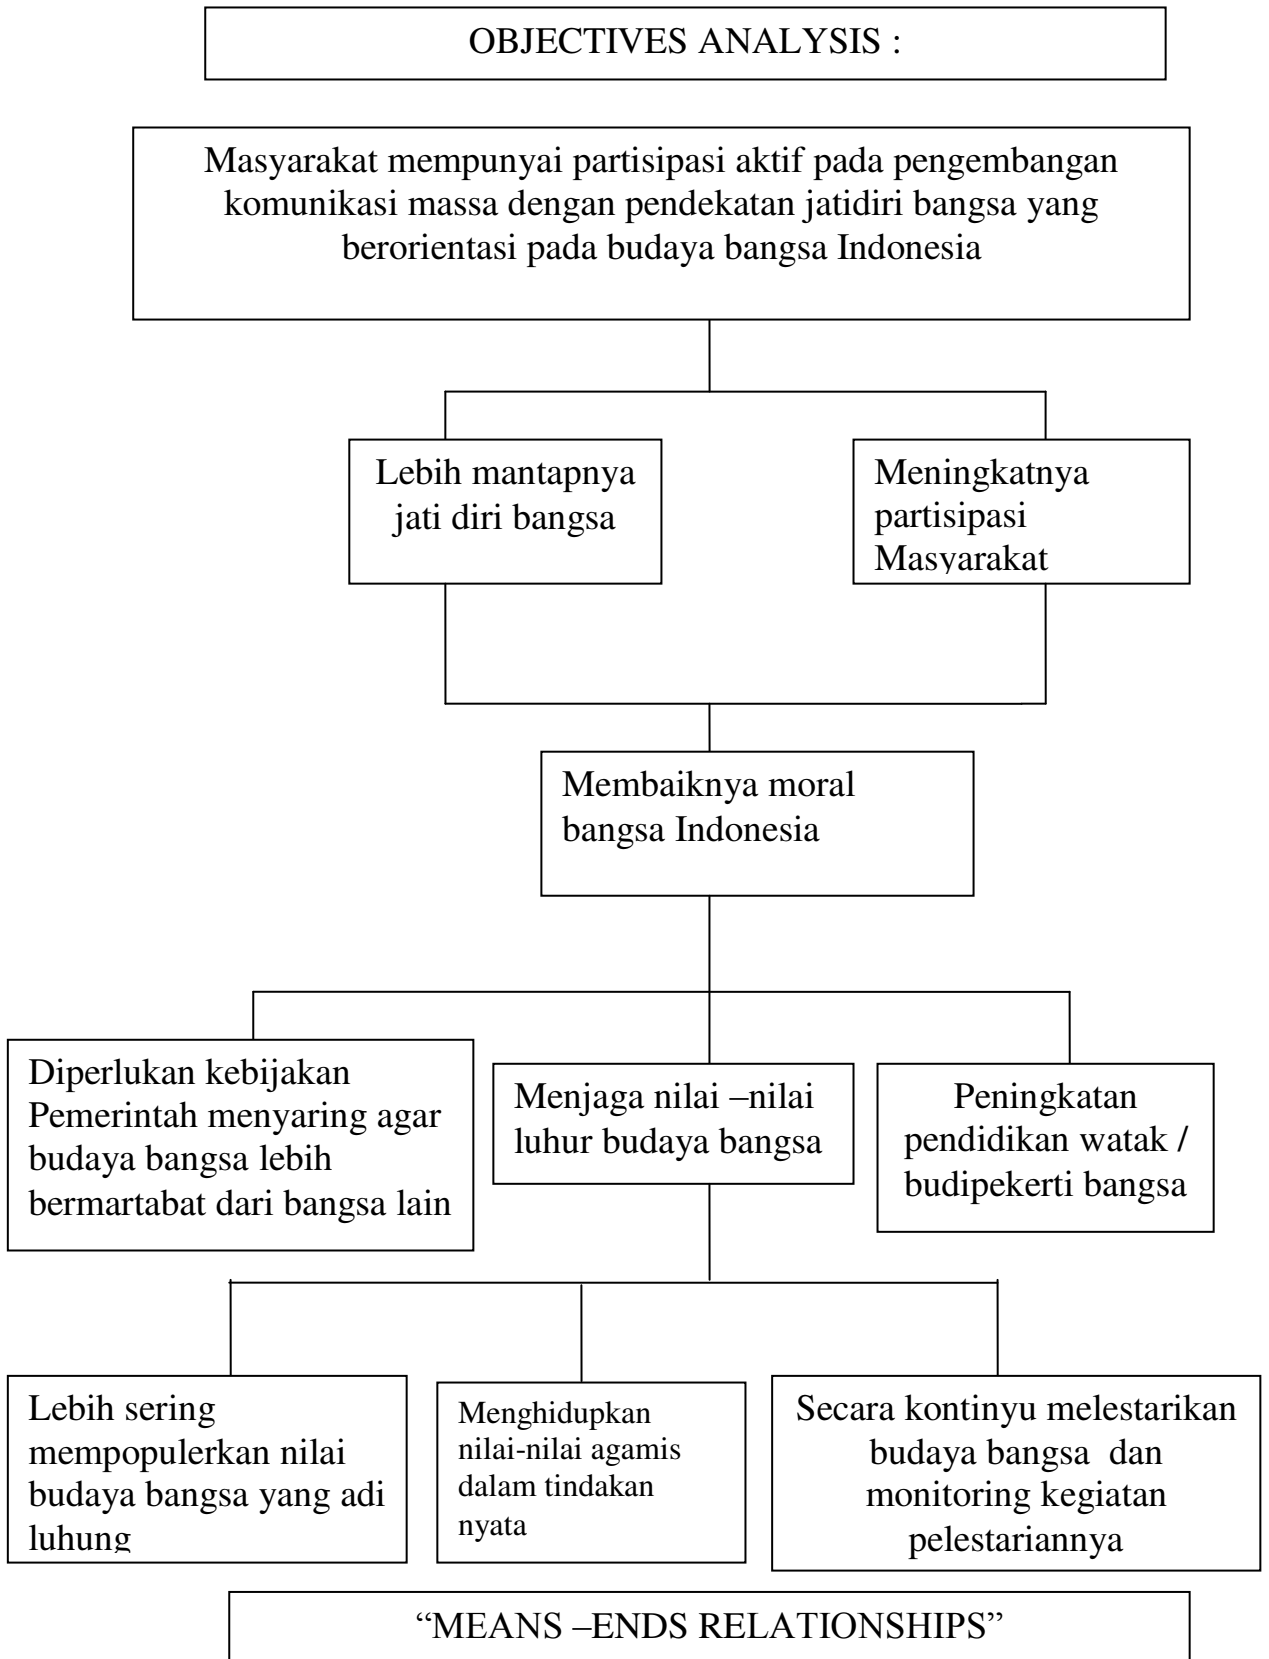 OBJECTIVES ANALYSIS :
Masyarakat mempunyai partisipasi aktif pada pengembangan
komunikasi massa dengan pendekatan jatidiri bangsa yang
berorientasi pada budaya bangsa Indonesia
Lebih mantapnya
jati diri bangsa
Meningkatnya
partisipasi
Masyarakat
Membaiknya moral
bangsa Indonesia
Diperlukan kebijakan
Pemerintah menyaring agar
budaya bangsa lebih
bermartabat dari bangsa lain
Menjaga nilai –nilai
luhur budaya bangsa
Peningkatan
pendidikan watak /
budipekerti bangsa
Lebih sering
mempopulerkan nilai
budaya bangsa yang adi
luhung
Menghidupkan
nilai-nilai agamis
dalam tindakan
nyata
Secara kontinyu melestarikan
budaya bangsa  dan
monitoring kegiatan
pelestariannya
“MEANS –ENDS RELATIONSHIPS”